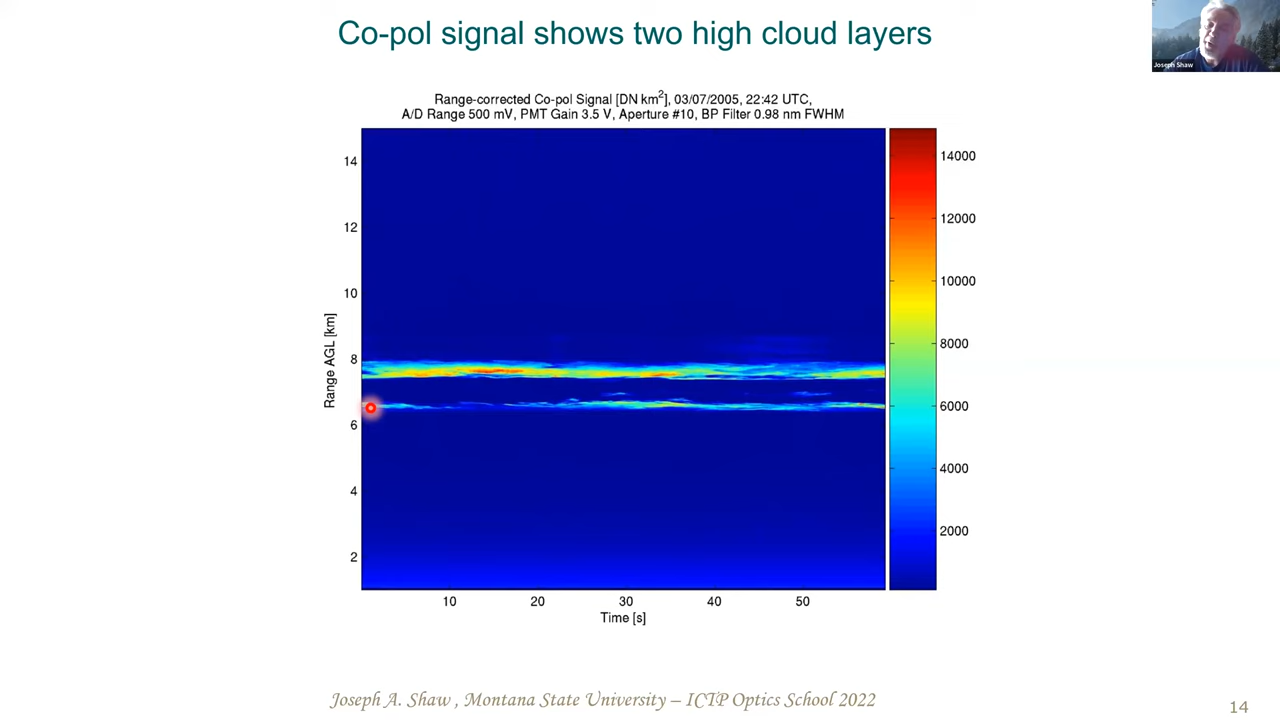 Co-pol signal shows two high cloud layers
Joseph Shaw
Range-corrected Co-pol Signal [DN km2], 03/07/2005, 22:42 UTC,
A/D Range 500 mV, PMT Gain 3.5 V, Aperture #10, BP Filter 0.98 nm FWHM
Range AGL [km]
14
12
10
8
6
4
2
14000
12000
10000
8000
6000
4000
2000
10 20 30 40 50
Time [s]
Joseph A. Shaw , Montana State University – ICTP Optics School 2022
14